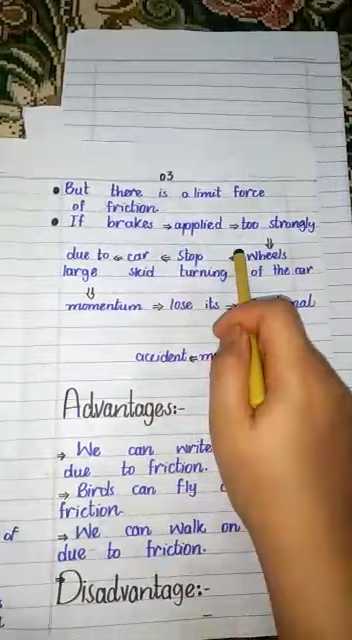 03
• But there is a limit force
of friction.
• If brakes ⇒ applied ⇒ too strongly
⇓
due to ⇐ car ⇐ stop wheels
large skid turning of the car
⇓
momentum ⇒ lose its ⇒
accident ⇐
Advantages:-
→ We can write
due to friction.
→ Birds can fly
friction.
of → We can walk on
due to friction.
Disadvantage:-